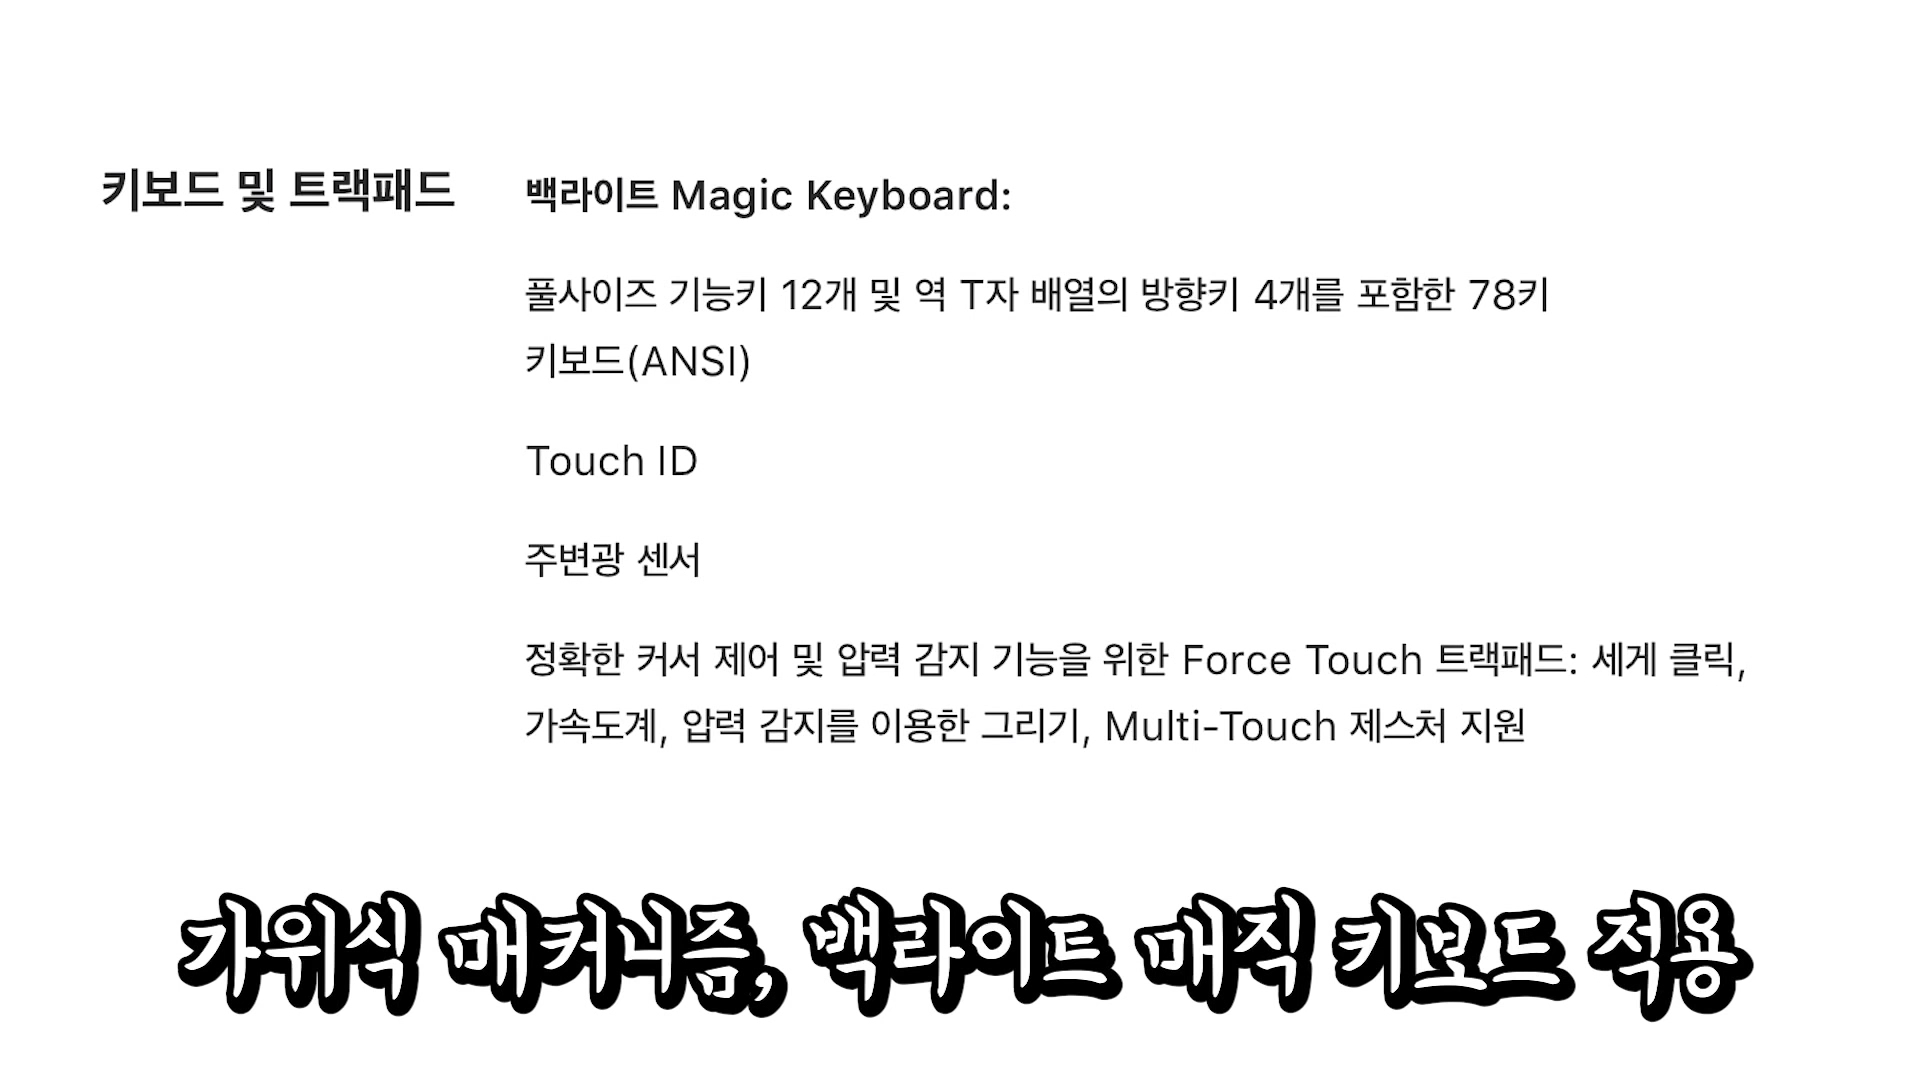 키보드 및 트랙패드
백라이트 Magic Keyboard:
풀사이즈 기능키 12개 및 역 T자 배열의 방향키 4개를 포함한 78키
키보드(ANSI)
Touch ID
주변광 센서
정확한 커서 제어 및 압력 감지 기능을 위한 Force Touch 트랙패드: 세게 클릭,
가속도계, 압력 감지를 이용한 그리기, Multi-Touch 제스처 지원
가위식 매커니즘, 백라이트 매직 키보드 적용